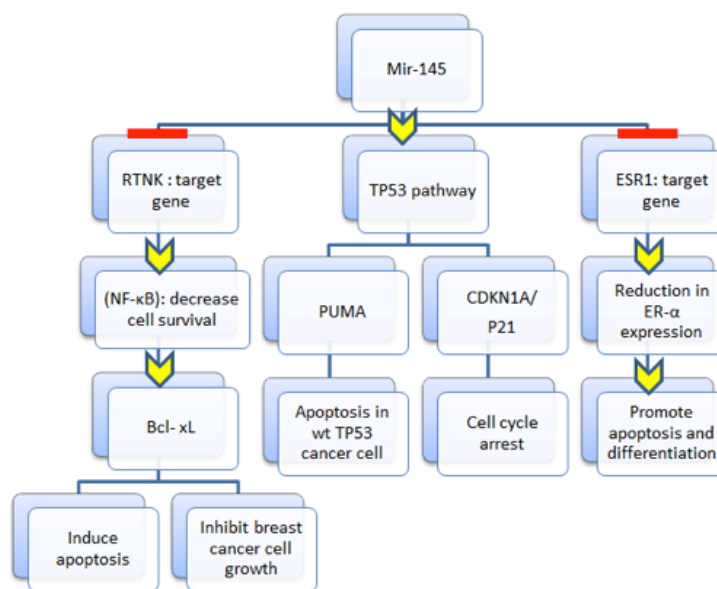 Mir-145
RTNK : target
gene
TP53 pathway
ESR1: target
gene
(NF-κB): decrease
cell survival
PUMA
CDKN1A/
P21
Reduction in
ER-α
expression
Bcl- xL
Apoptosis in
wt TP53
cancer cell
Cell cycle
arrest
Promote
apoptosis and
differentiation
Induce
apoptosis
Inhibit breast
cancer cell
growth